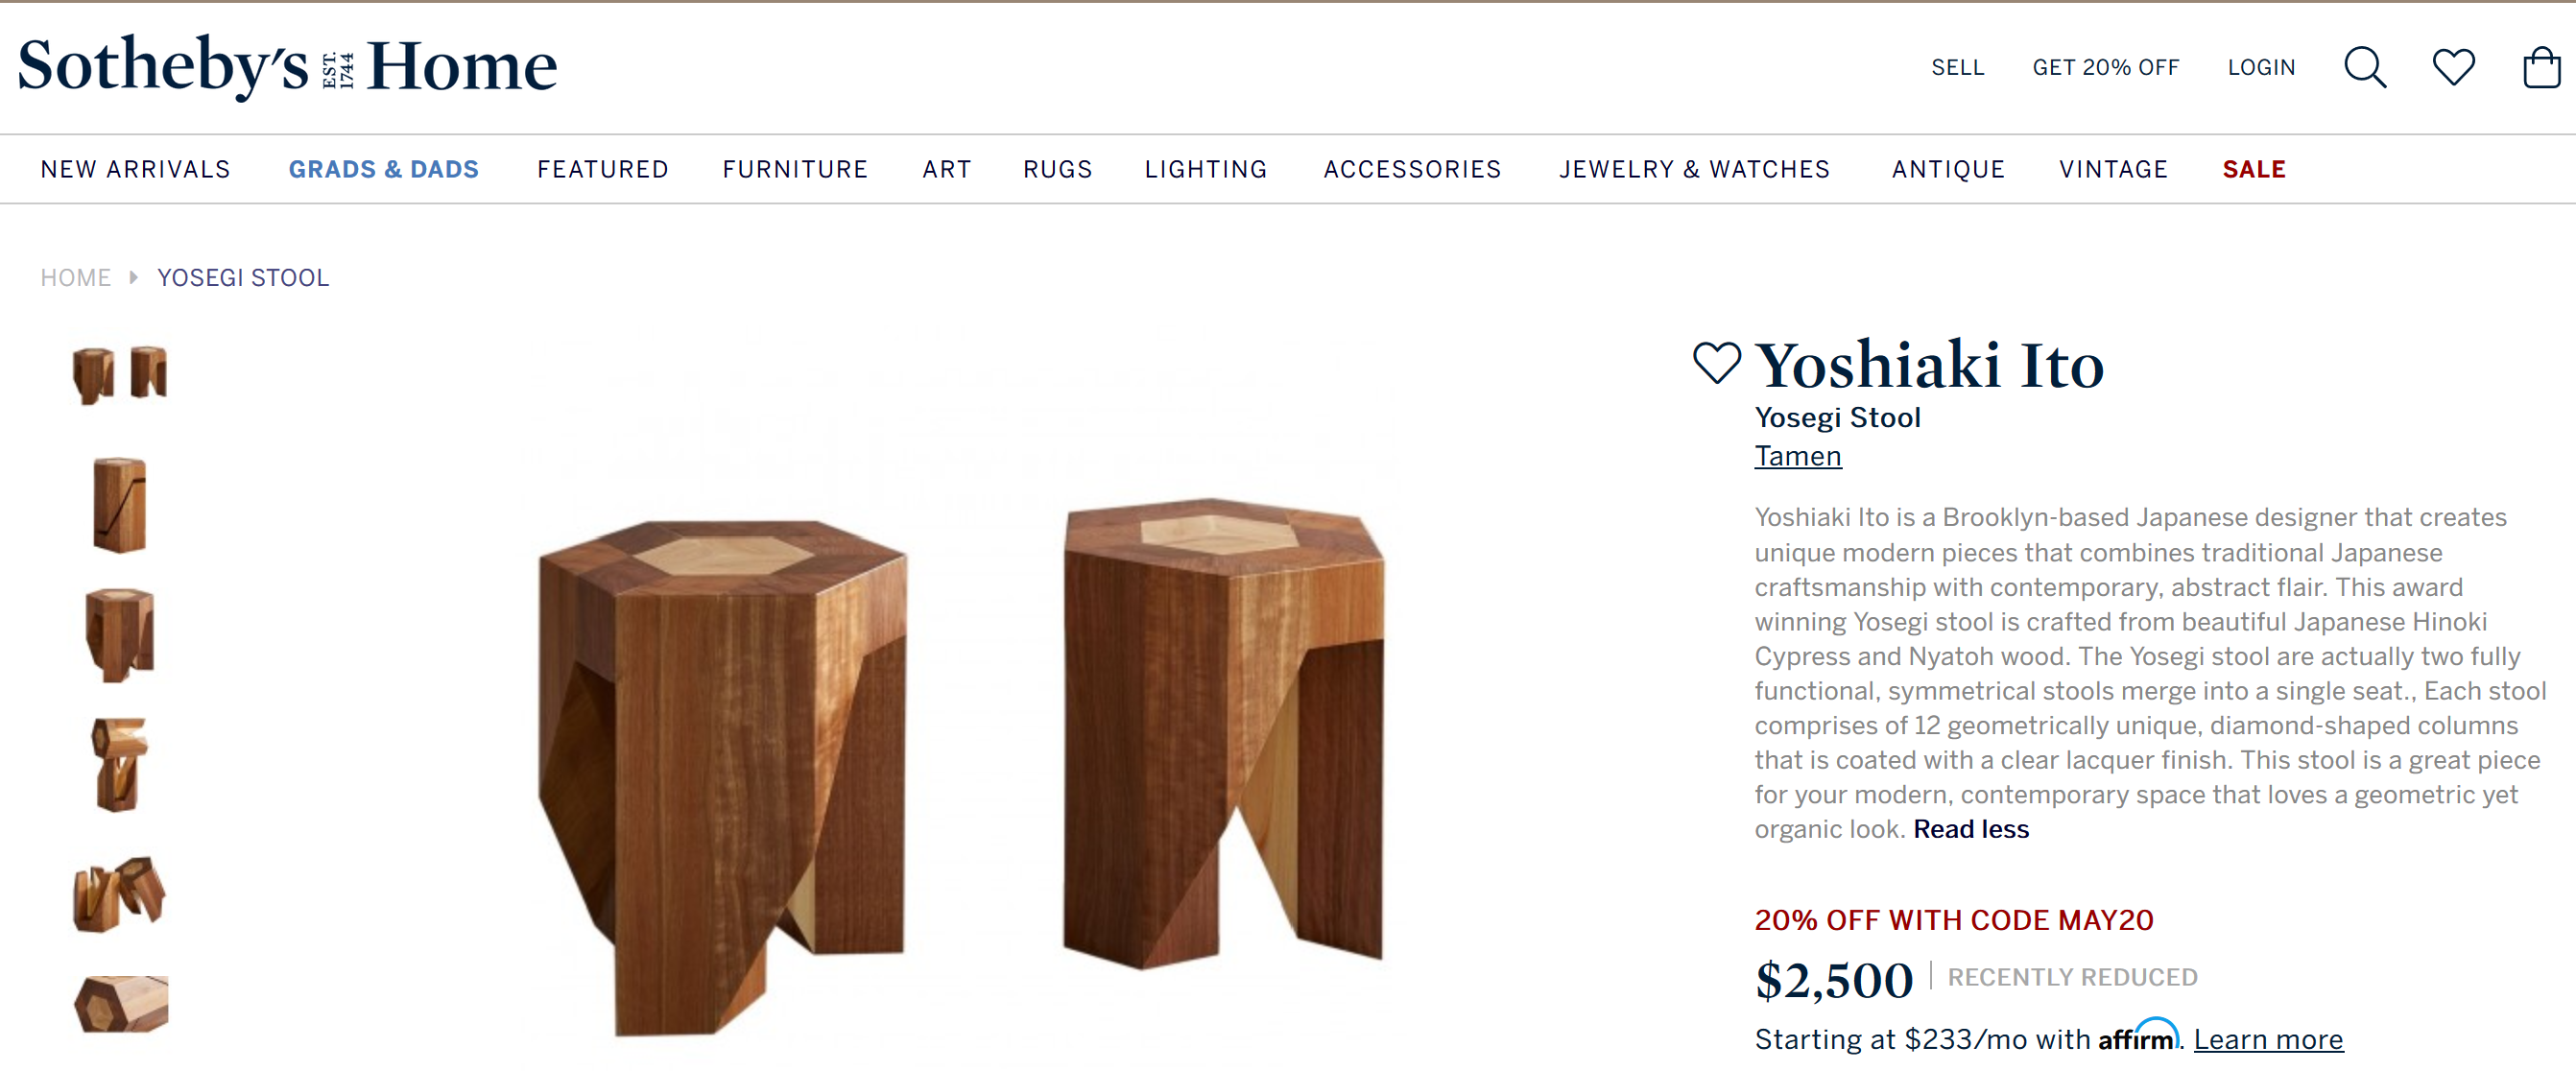 Sotheby's EST. 1744 Home
SELL GET 20% OFF LOGIN
NEW ARRIVALS GRADS & DADS FEATURED FURNITURE ART RUGS LIGHTING ACCESSORIES JEWELRY & WATCHES ANTIQUE VINTAGE SALE
HOME YOSEGI STOOL
Yoshiaki Ito
Yosegi Stool
Tamen
Yoshiaki Ito is a Brooklyn-based Japanese designer that creates
unique modern pieces that combines traditional Japanese
craftsmanship with contemporary, abstract flair. This award
winning Yosegi stool is crafted from beautiful Japanese Hinoki
Cypress and Nyatoh wood. The Yosegi stool are actually two fully
functional, symmetrical stools merge into a single seat., Each stool
comprises of 12 geometrically unique, diamond-shaped columns
that is coated with a clear lacquer finish. This stool is a great piece
for your modern, contemporary space that loves a geometric yet
organic look. Read less
20% OFF WITH CODE MAY20
$2,500 | RECENTLY REDUCED
Starting at $233/mo with affirm. Learn more